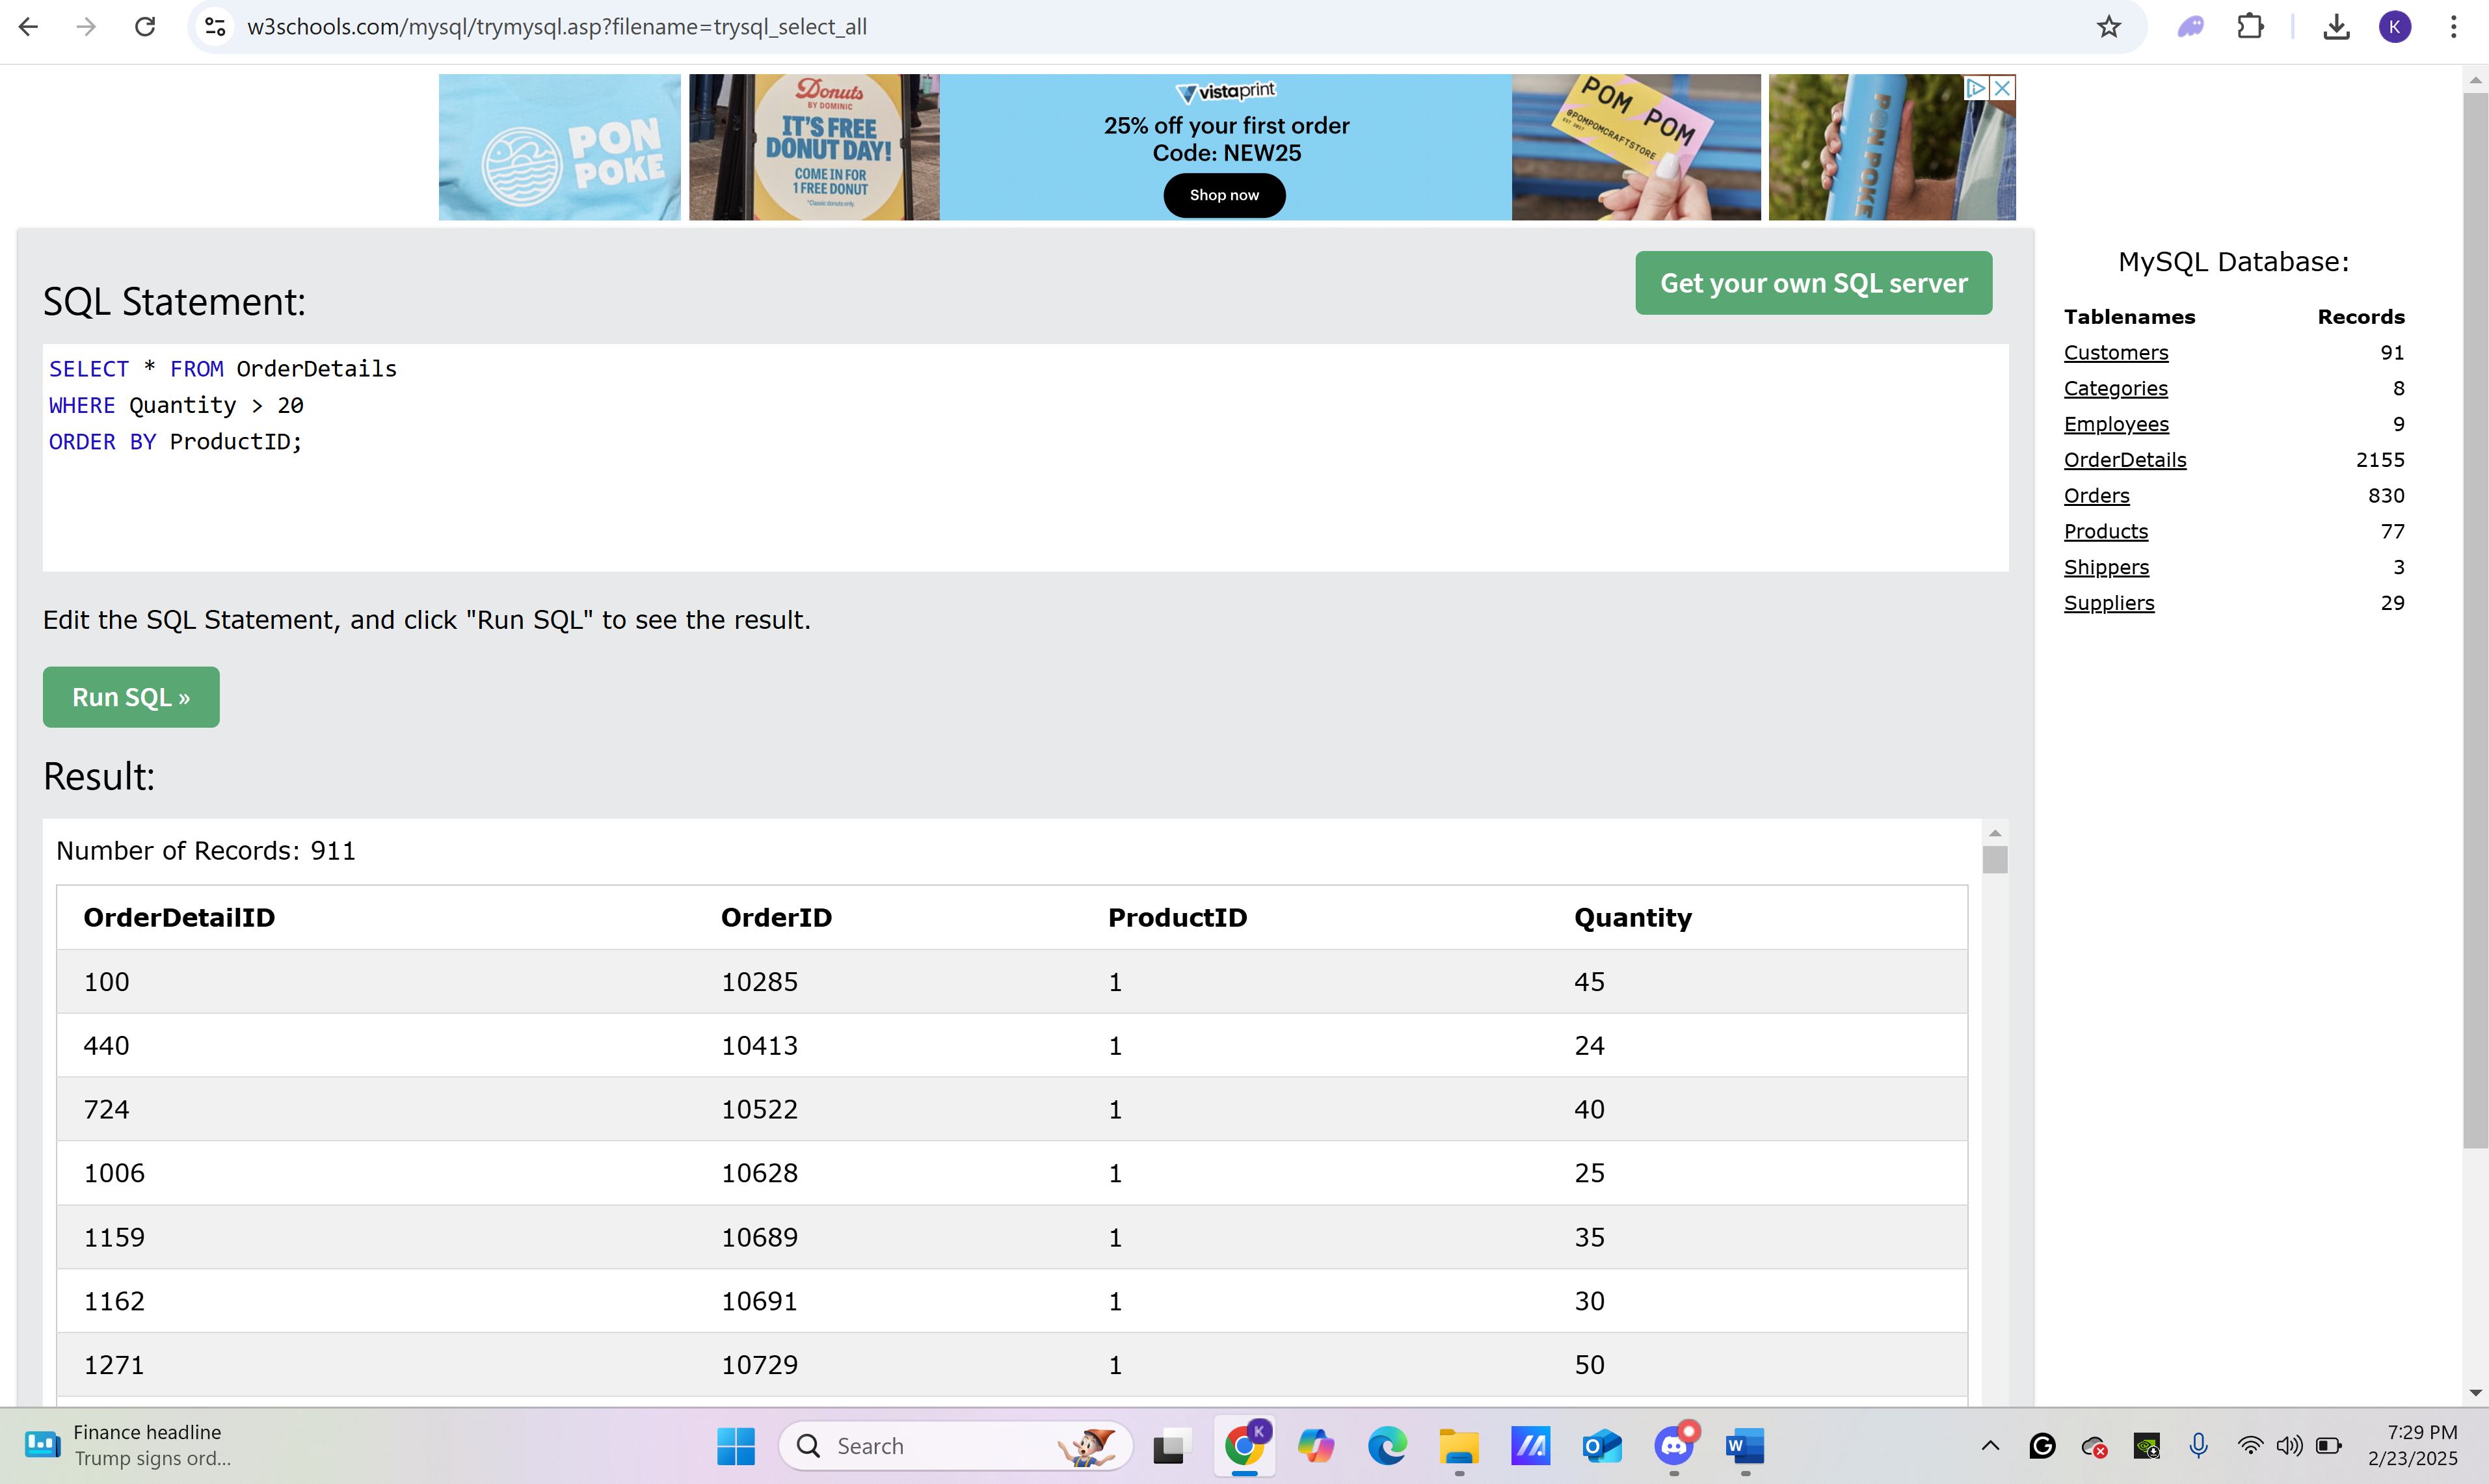 w3schools.com/mysql/trymysql.asp?filename=trysql_select_all
K
PON
POKE
Donuts
BY DOMINIC
IT'S FREE
DONUT DAY!
COME IN FOR
1 FREE DONUT
*Classic donuts only.
vistaprint
25% off your first order
Code: NEW25
Shop now
POM POM
@POMPOMCRAFTSTORE
EST 2017
PON POKE
SQL Statement:
Get your own SQL server
SELECT * FROM OrderDetails
WHERE Quantity > 20
ORDER BY ProductID;
Edit the SQL Statement, and click "Run SQL" to see the result.
Run SQL »
Result:
Number of Records: 911
OrderDetailID OrderID ProductID Quantity
100 10285 1 45
440 10413 1 24
724 10522 1 40
1006 10628 1 25
1159 10689 1 35
1162 10691 1 30
1271 10729 1 50
MySQL Database:
Tablenames Records
Customers 91
Categories 8
Employees 9
OrderDetails 2155
Orders 830
Products 77
Shippers 3
Suppliers 29
Finance headline
Trump signs ord...
Search
K
7:29 PM
2/23/2025